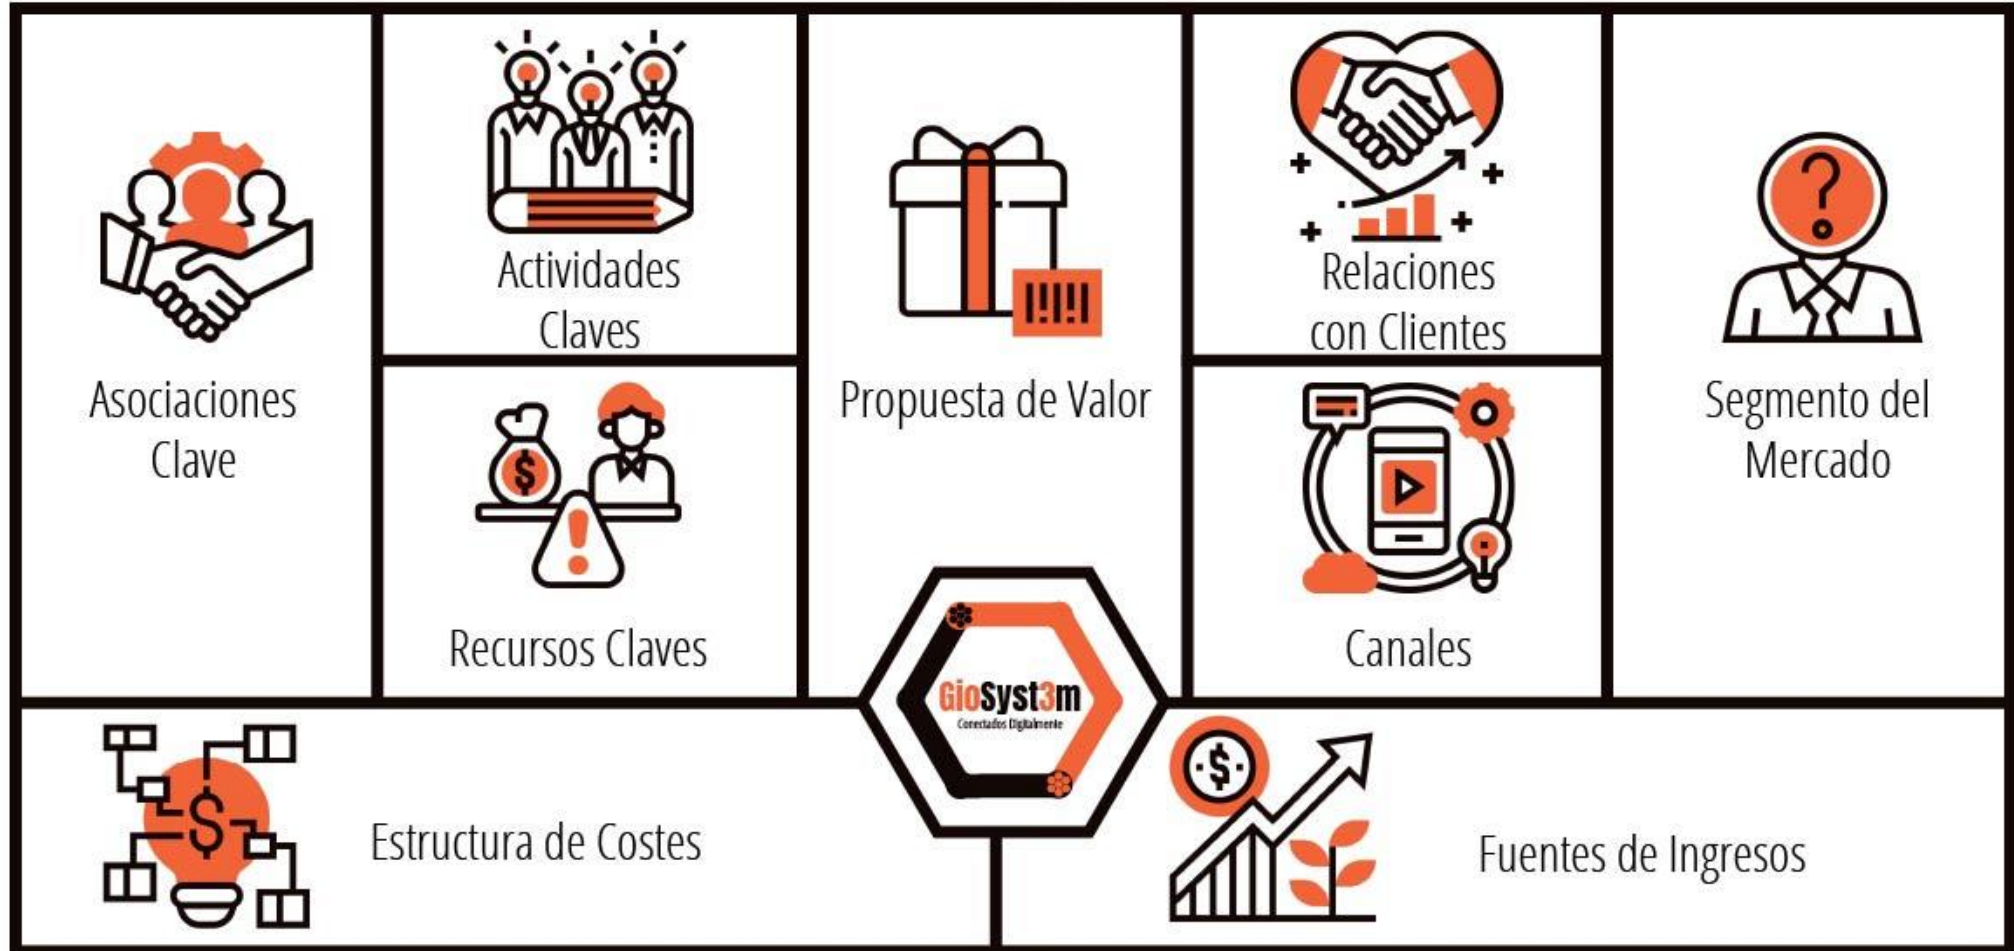 Asociaciones
Clave
Actividades
Claves
Recursos Claves
Propuesta de Valor
Relaciones
con Clientes
Canales
Segmento del
Mercado
GioSyst3m
Conectados Digitalmente
Estructura de Costes
Fuentes de Ingresos